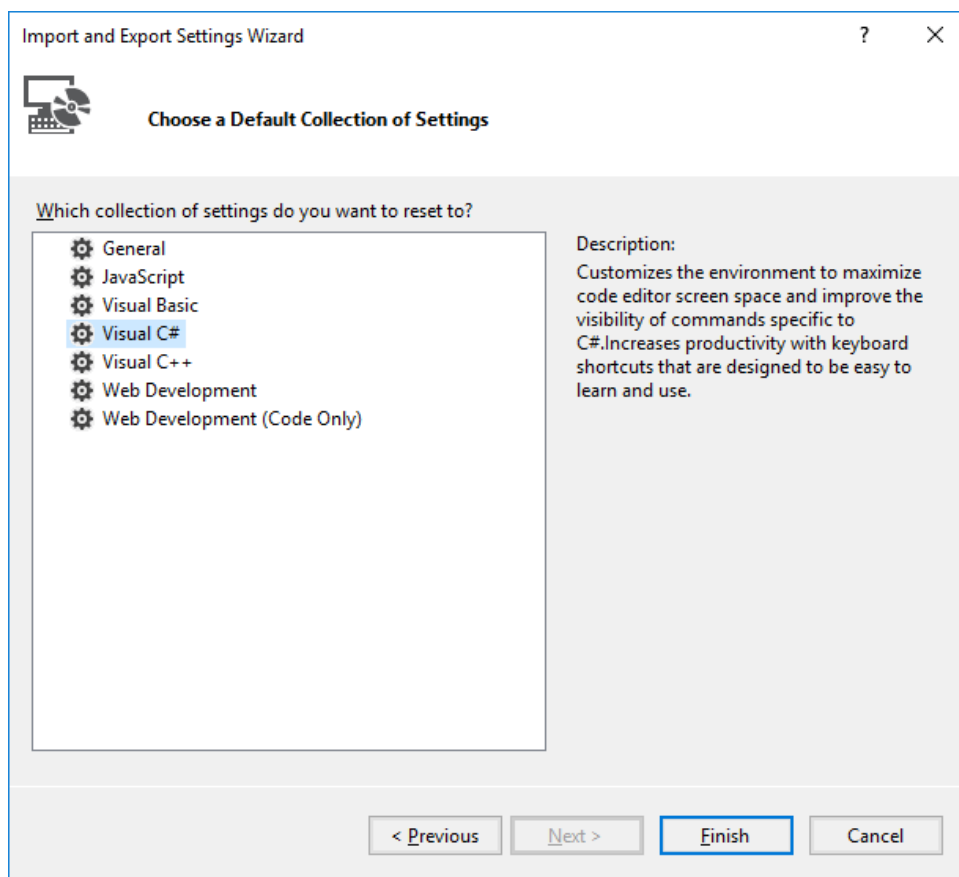 Import and Export Settings Wizard
?
Choose a Default Collection of Settings
Which collection of settings do you want to reset to?
General
JavaScript
Visual Basic
Visual C#
Visual C++
Web Development
Web Development (Code Only)
Description:
Customizes the environment to maximize
code editor screen space and improve the
visibility of commands specific to
C#.Increases productivity with keyboard
shortcuts that are designed to be easy to
learn and use.
< Previous
Next >
Finish
Cancel